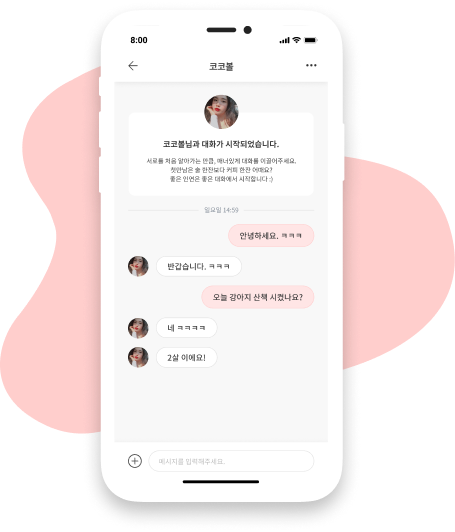 8:00
코코볼
코코볼님과 대화가 시작되었습니다.
서로를 처음 알아가는 만큼, 매너있게 대화를 이끌어주세요.
첫만남은 술 한잔보다 커피 한잔 어때요?
좋은 인연은 좋은 대화에서 시작합니다 :)
일요일 14:59
안녕하세요. ㅋㅋㅋ
반갑습니다. ㅋㅋㅋ
오늘 강아지 산책 시켰나요?
네 ㅋㅋㅋㅋ
2살 이에요!
메시지를 입력해주세요.